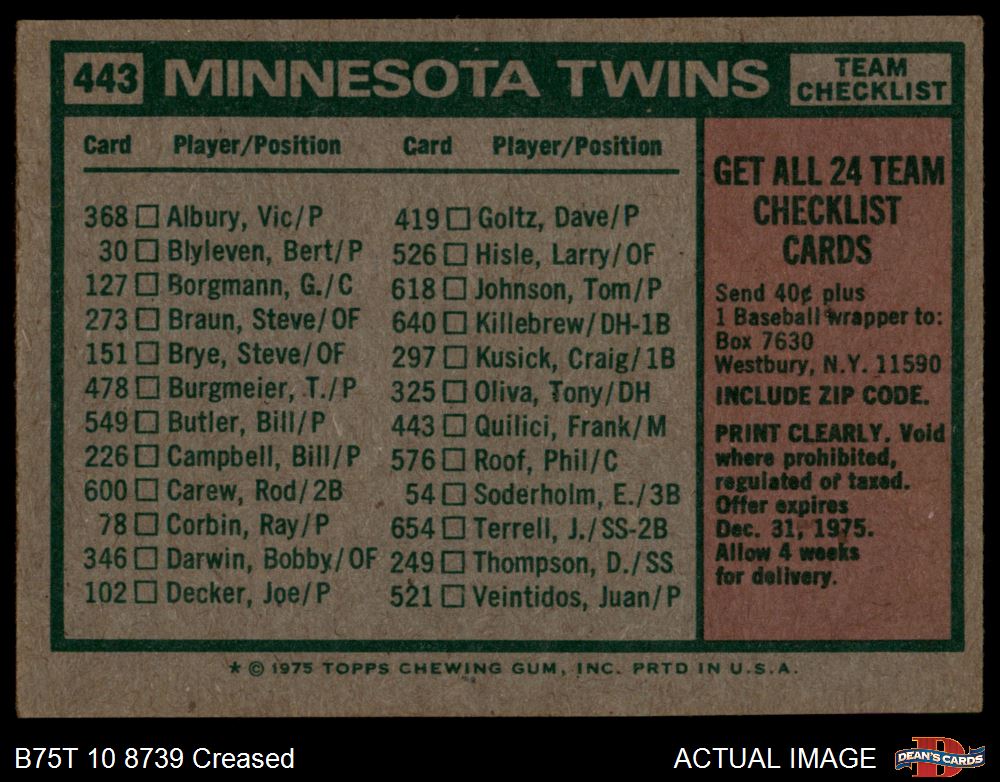 443 MINNESOTA TWINS TEAM CHECKLIST
Card Player/Position Card Player/Position
368 □ Albury, Vic/P
30 □ Blyleven, Bert/P
127 □ Borgmann, G./C
273 □ Braun, Steve/OF
151 □ Brye, Steve/OF
478 □ Burgmeier, T./P
549 □ Butler, Bill/P
226 □ Campbell, Bill/P
600 □ Carew, Rod/2B
78 □ Corbin, Ray/P
346 □ Darwin, Bobby/OF
102 □ Decker, Joe/P
419 □ Goltz, Dave/P
526 □ Hisle, Larry/OF
618 □ Johnson, Tom/P
640 □ Killebrew/DH-1B
297 □ Kusick, Craig/1B
325 □ Oliva, Tony/DH
443 □ Quilici, Frank/M
576 □ Roof, Phil/C
54 □ Soderholm, E./3B
654 □ Terrell, J./SS-2B
249 □ Thompson, D./SS
521 □ Veintidos, Juan/P
GET ALL 24 TEAM
CHECKLIST
CARDS
Send 40¢ plus
1 Baseball wrapper to:
Box 7630
Westbury, N.Y. 11590
INCLUDE ZIP CODE.
PRINT CLEARLY. Void
where prohibited,
regulated or taxed.
Offer expires
Dec. 31, 1975.
Allow 4 weeks
for delivery.
* © 1975 TOPPS CHEWING GUM, INC. PRTD IN U.S.A.
B75T 10 8739 Creased
ACTUAL IMAGE
D
DEAN'S CARDS